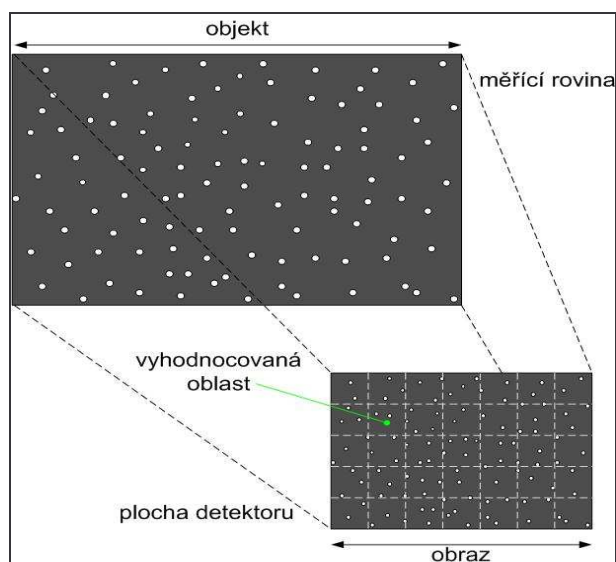 objekt
měřící rovina
vyhodnocovaná
oblast
plocha detektoru
obraz